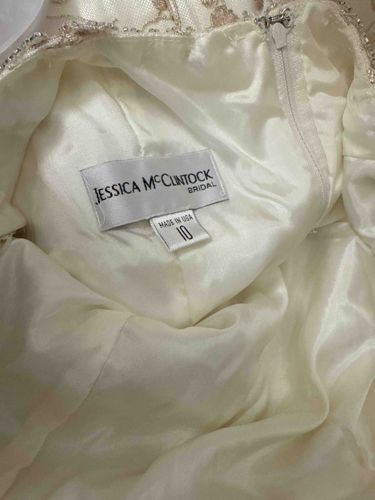 JESSICA McCLINTOCK
BRIDAL
MADE IN USA
10